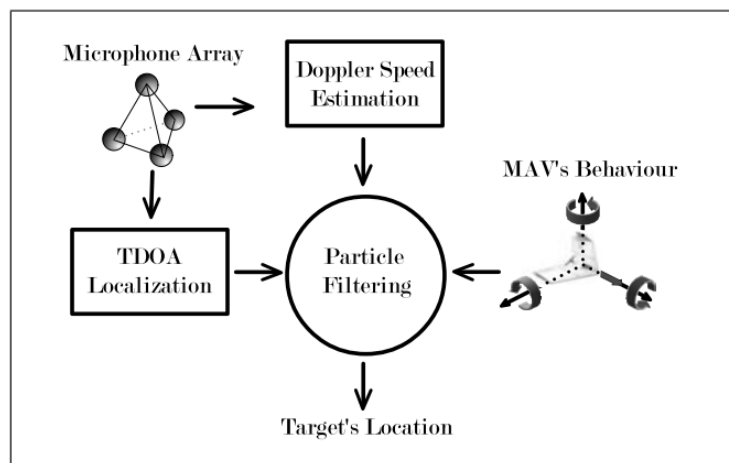 Microphone Array
Doppler Speed
Estimation
MAV's Behaviour
TDOA
Localization
Particle
Filtering
Target's Location